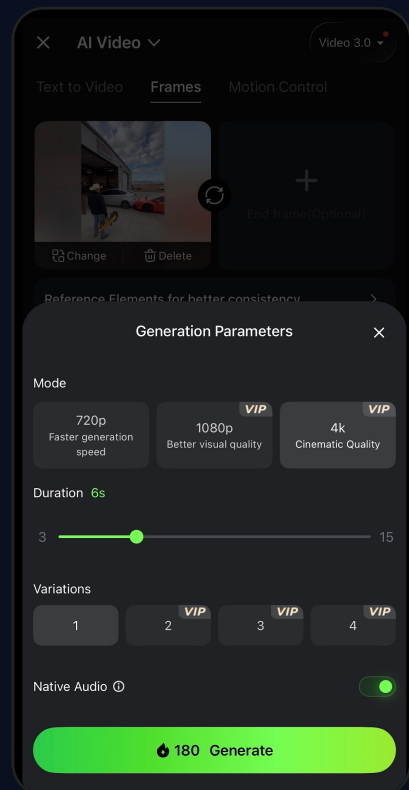 AI Video
Video 3.0
Text to Video Frames Motion Control
End frame(Optional)
Change Delete
Reference Elements for better consistency
Generation Parameters
Mode
720p
Faster generation
speed
VIP
1080p
Better visual quality
VIP
4k
Cinematic Quality
Duration 6s
3 15
Variations
1
VIP
2
VIP
3
VIP
4
Native Audio
180 Generate